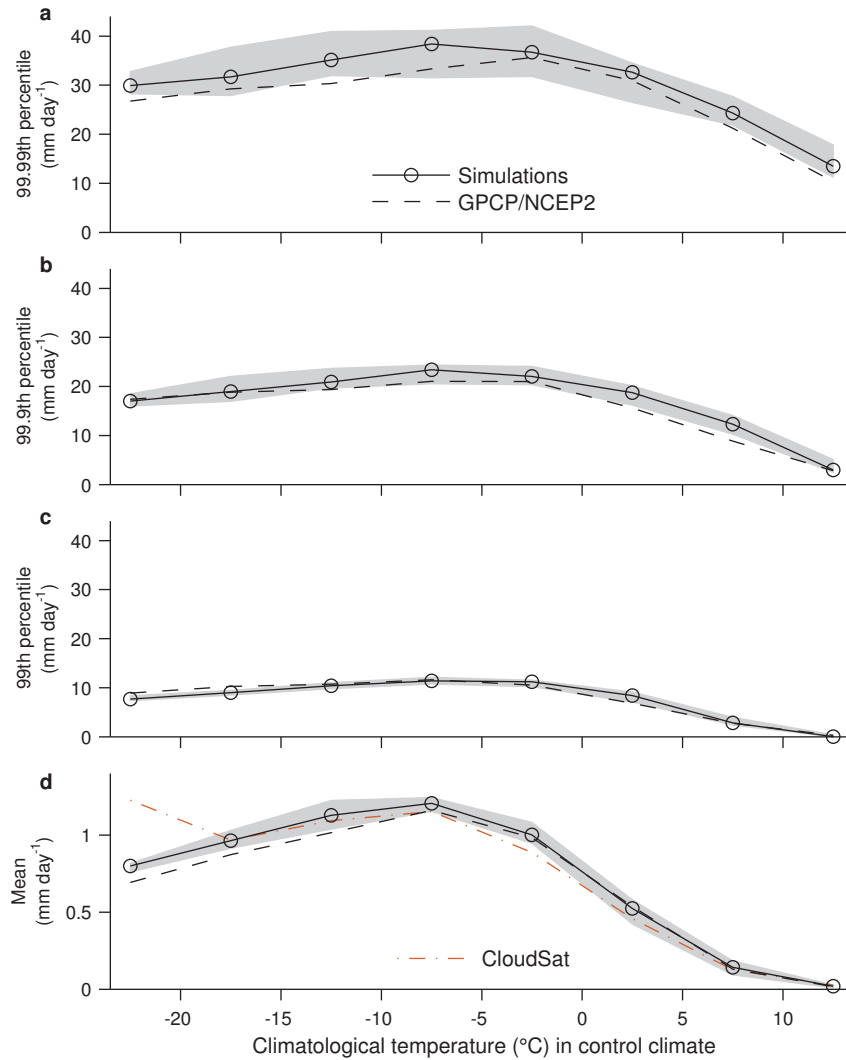 a
99.99th percentile
(mm day-1)
40
30
20
10
0
Simulations
GPCP/NCEP2
b
99.9th percentile
(mm day-1)
40
30
20
10
0
c
99th percentile
(mm day-1)
40
30
20
10
0
d
Mean
(mm day-1)
1
0.5
0
CloudSat
-20 -15 -10 -5 0 5 10
Climatological temperature (°C) in control climate